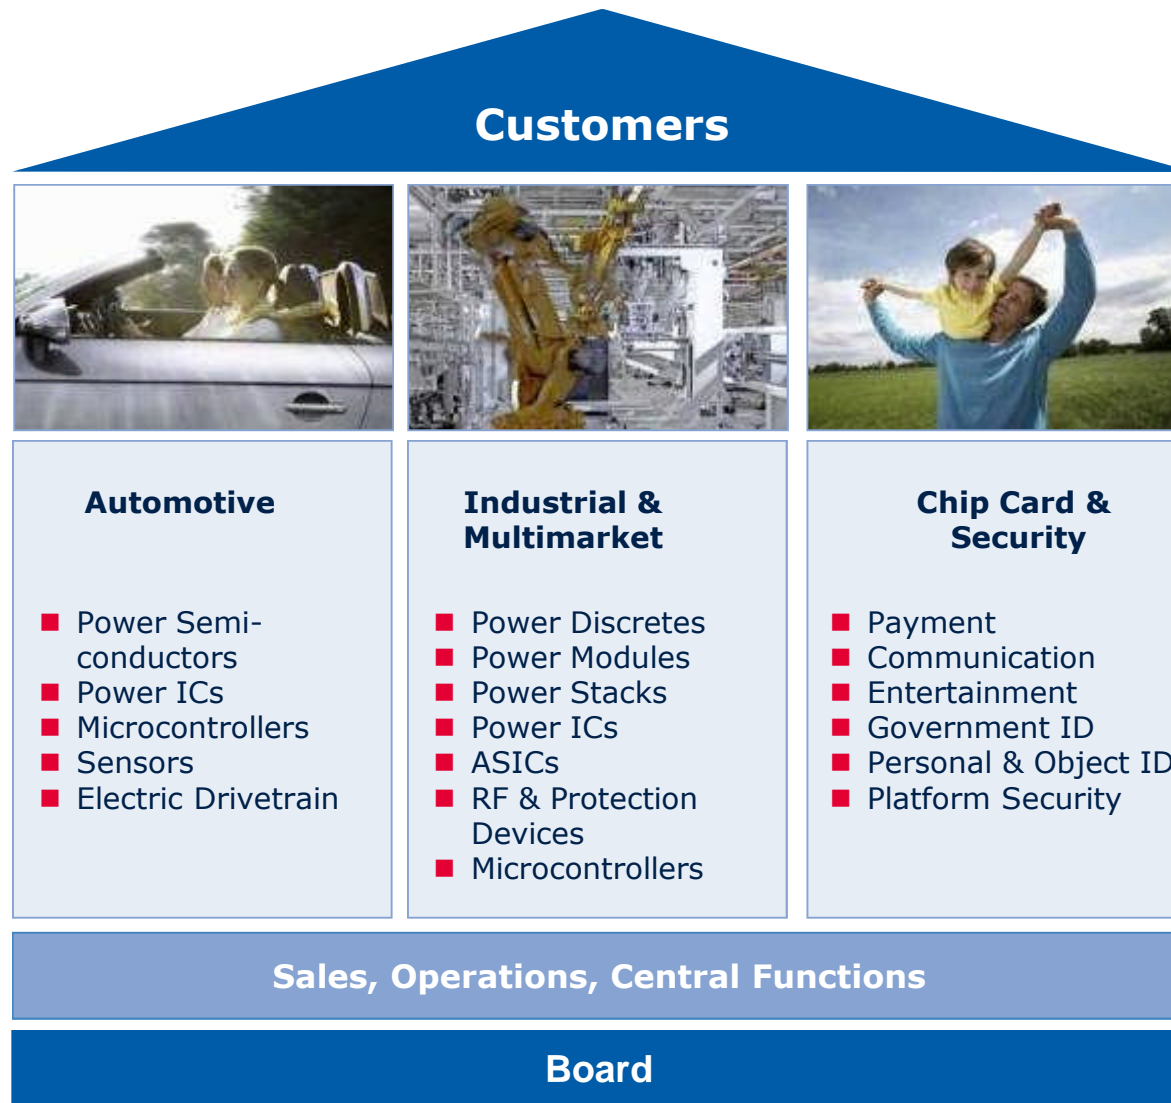 Customers
Automotive
Power Semi-
conductors
Power ICs
Microcontrollers
Sensors
Electric Drivetrain
Industrial &
Multimarket
Power Discretes
Power Modules
Power Stacks
Power ICs
ASICs
RF & Protection
Devices
Microcontrollers
Chip Card &
Security
Payment
Communication
Entertainment
Government ID
Personal & Object ID
Platform Security
Sales, Operations, Central Functions
Board